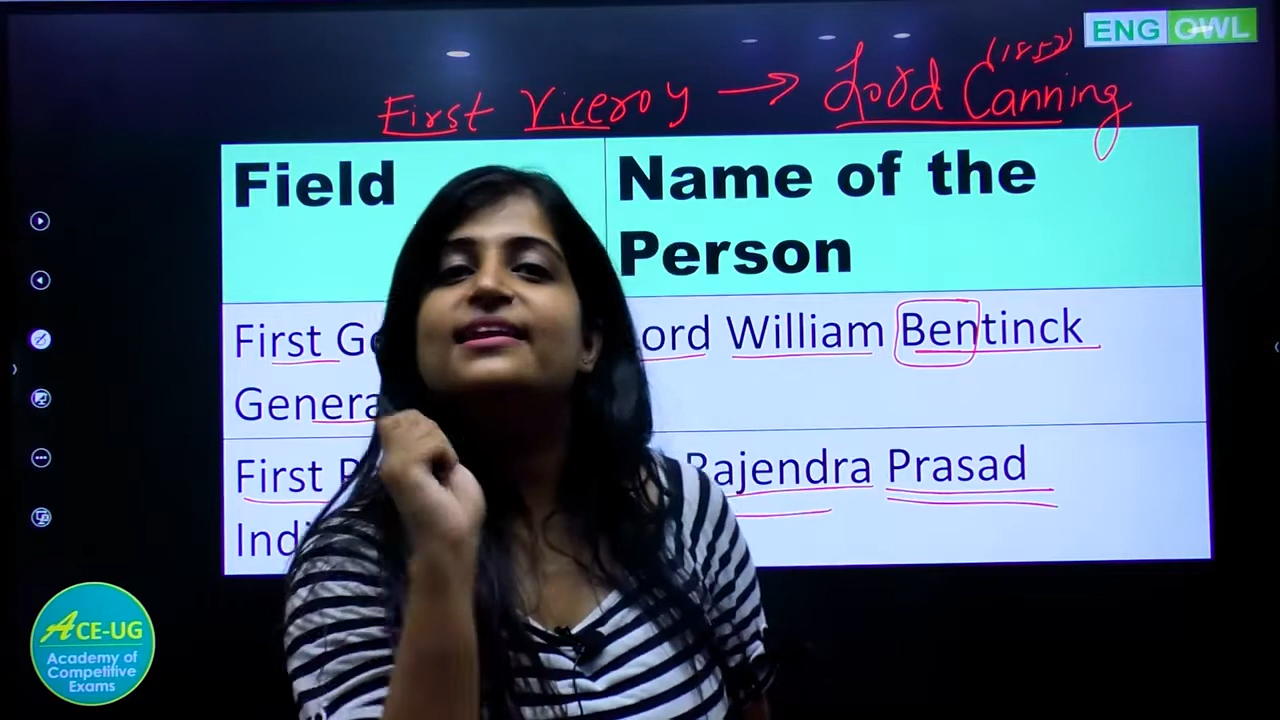 ENG OWL
(1852)
First Viceroy → Lord Canning
Field
Name of the
Person
First
ord William Bentinck
Genera
First P
Rajendra Prasad
Indi
ACE-UG
Academy of
Competitive
Exams